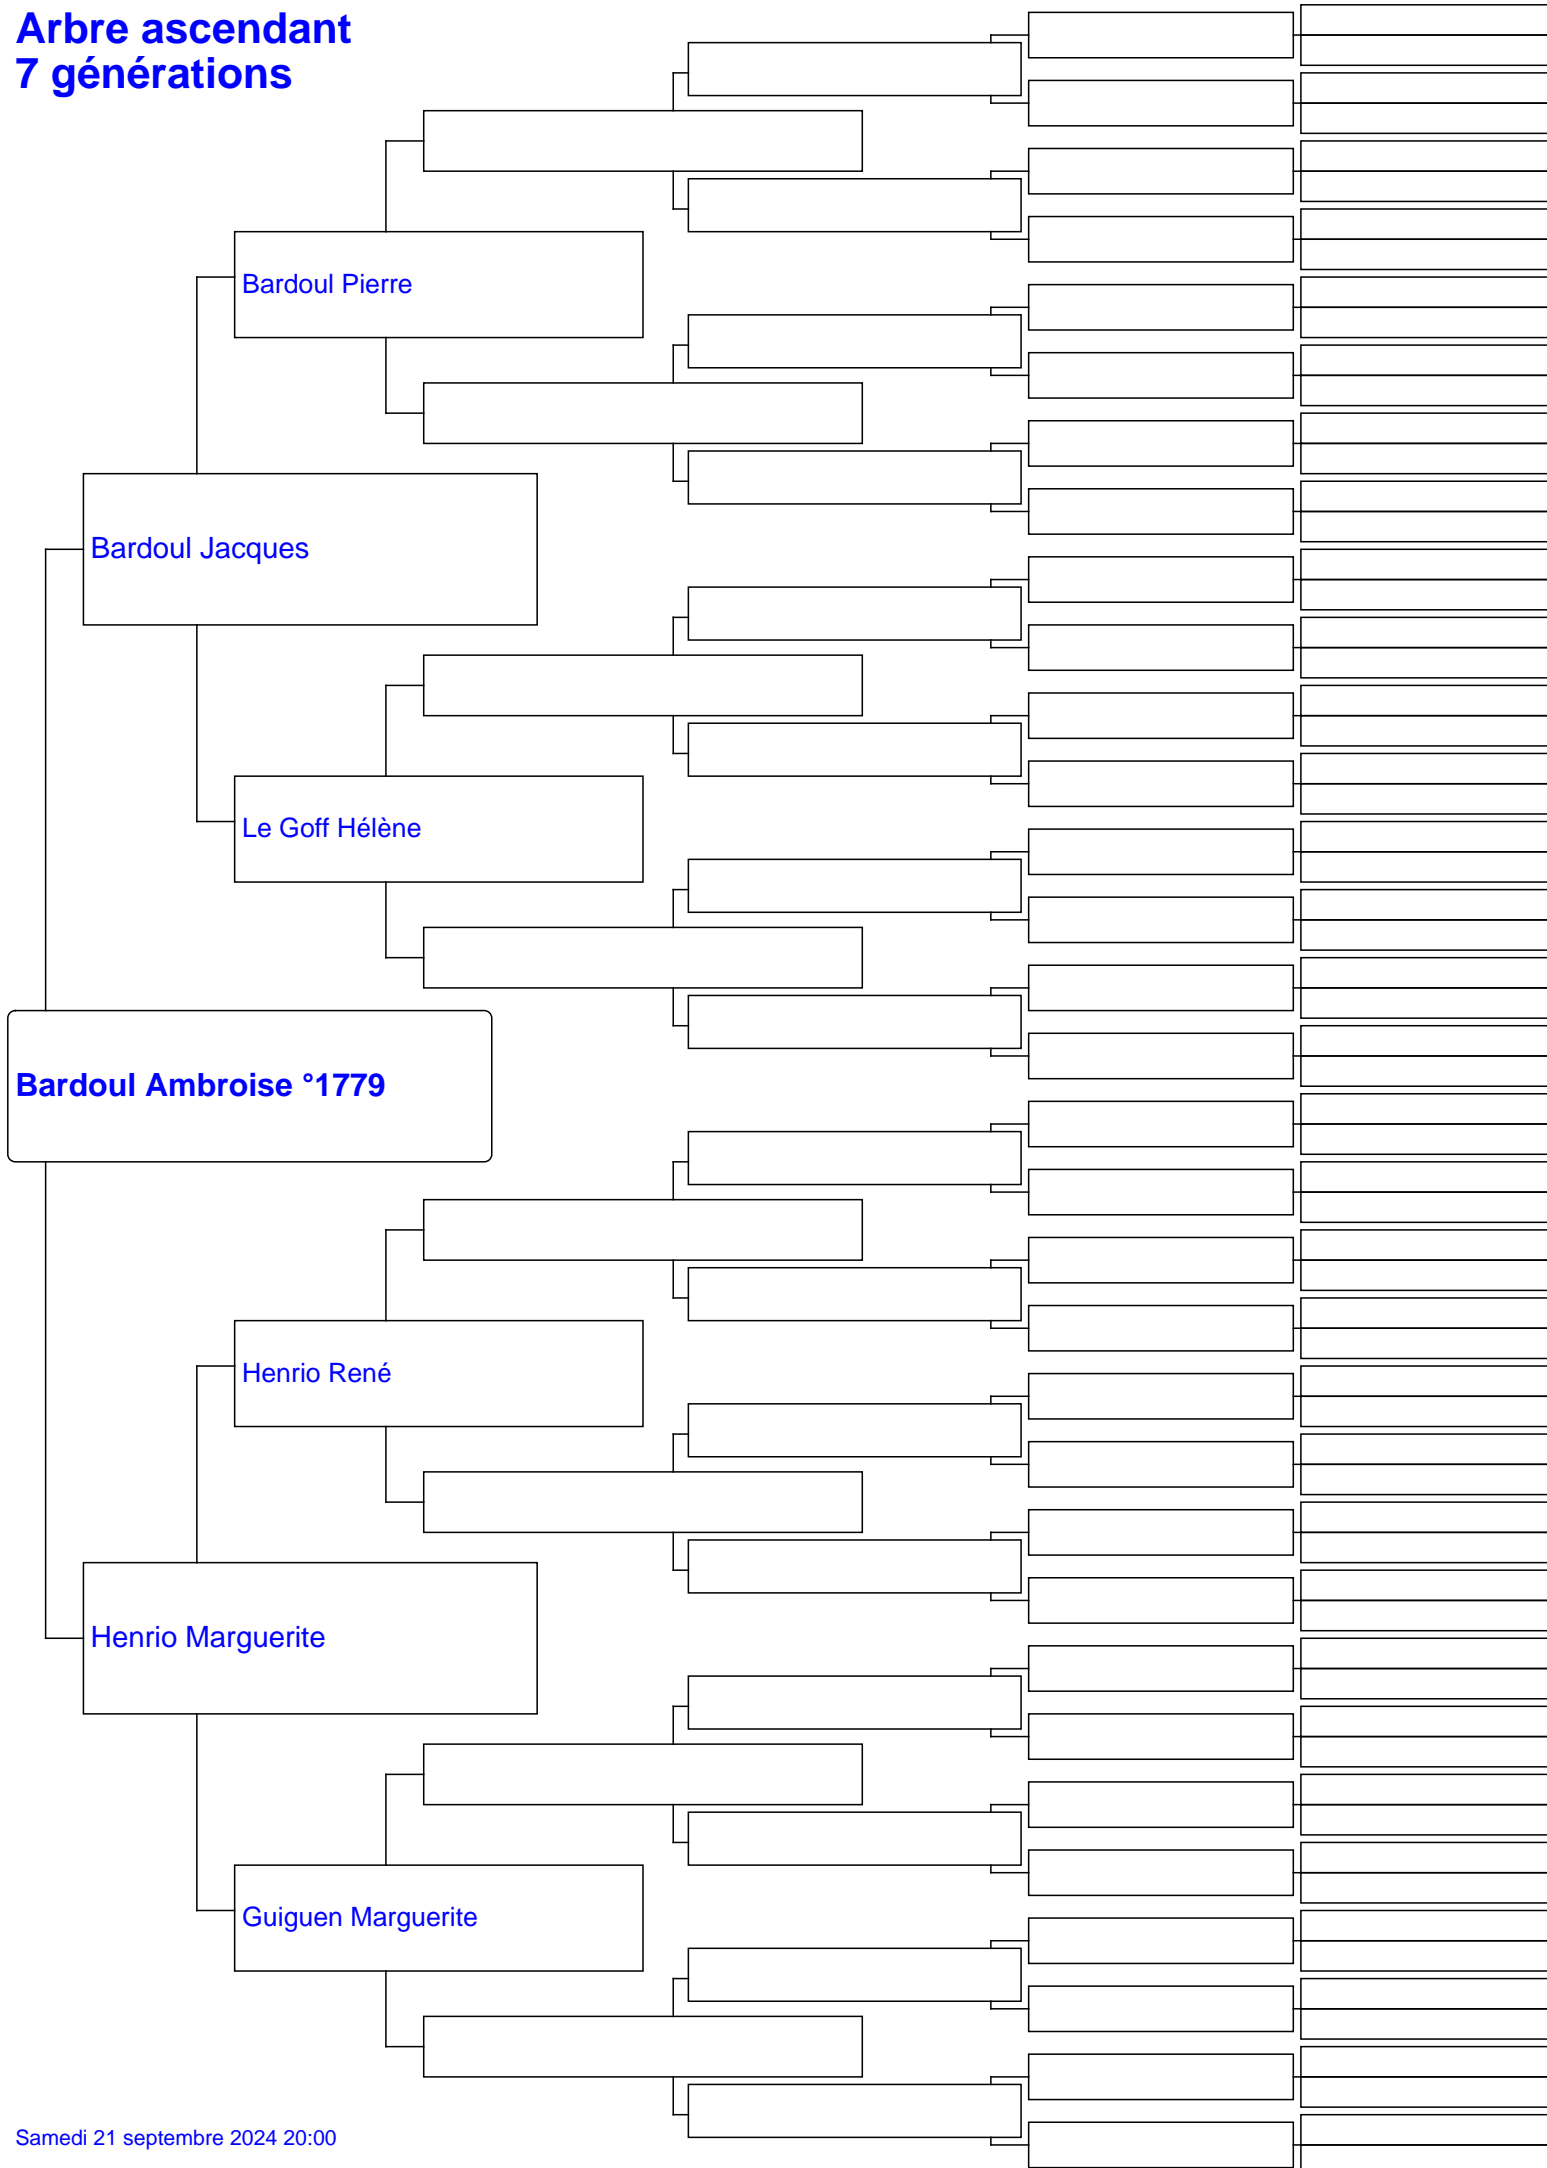 Arbre ascendant
7 générations
Bardoul Pierre
Bardoul Jacques
Le Goff Hélène
Bardoul Ambroise °1779
Henrio René
Henrio Marguerite
Guiguen Marguerite
Samedi 21 septembre 2024 20:00